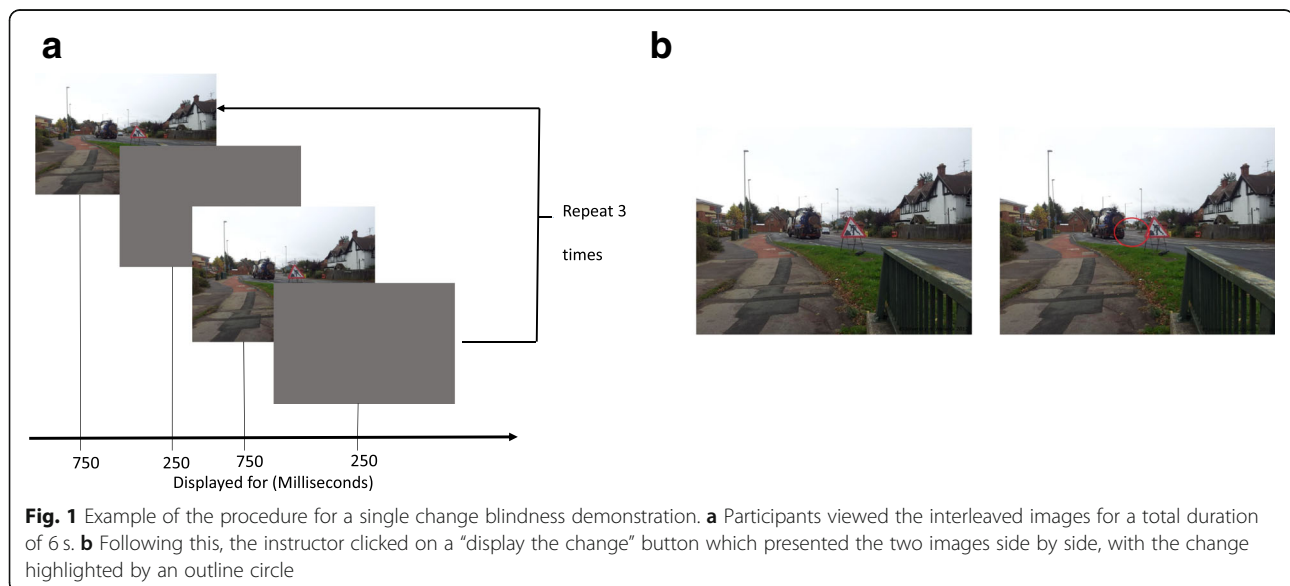 a
b
Repeat 3
times
750 250 750 250
Displayed for (Milliseconds)
Fig. 1 Example of the procedure for a single change blindness demonstration. a Participants viewed the interleaved images for a total duration
of 6 s. b Following this, the instructor clicked on a “display the change” button which presented the two images side by side, with the change
highlighted by an outline circle